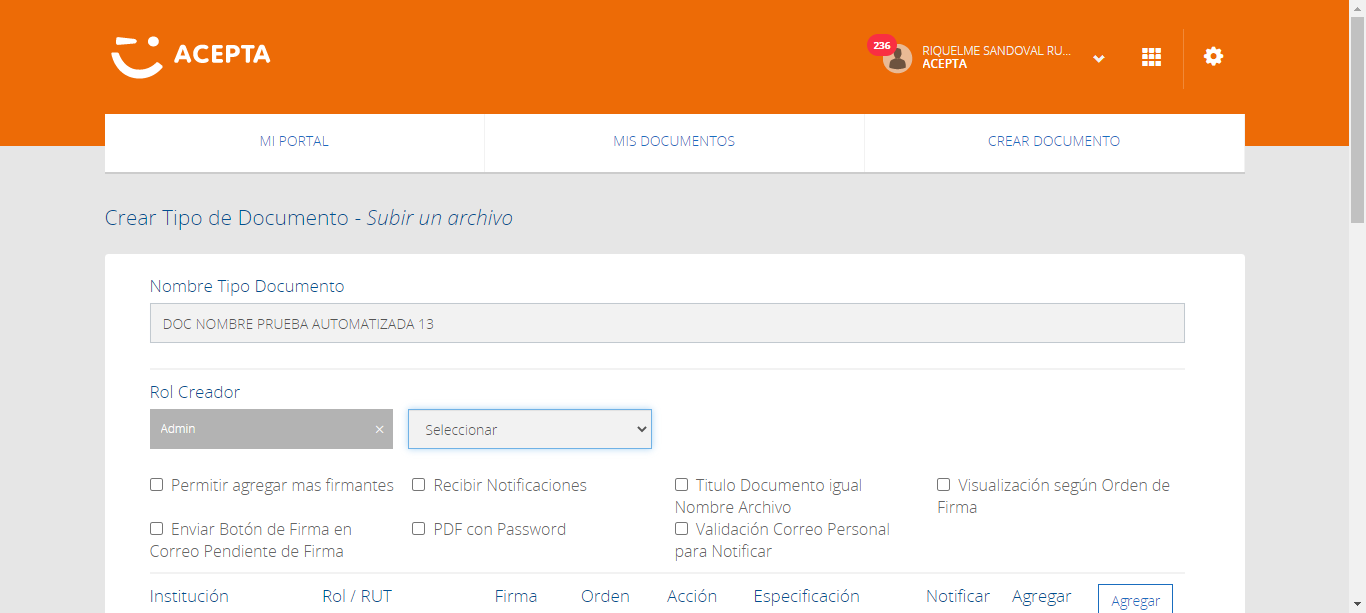 ACEPTA
236
RIQUELME SANDOVAL RU...
ACEPTA
MI PORTAL
MIS DOCUMENTOS
CREAR DOCUMENTO
Crear Tipo de Documento - Subir un archivo
Nombre Tipo Documento
DOC NOMBRE PRUEBA AUTOMATIZADA 13
Rol Creador
Admin ×
Seleccionar
Permitir agregar mas firmantes
Recibir Notificaciones
Titulo Documento igual
Nombre Archivo
Visualización según Orden de
Firma
Enviar Botón de Firma en
Correo Pendiente de Firma
PDF con Password
Validación Correo Personal
para Notificar
Institución Rol / RUT Firma Orden Acción Especificación Notificar Agregar Agregar